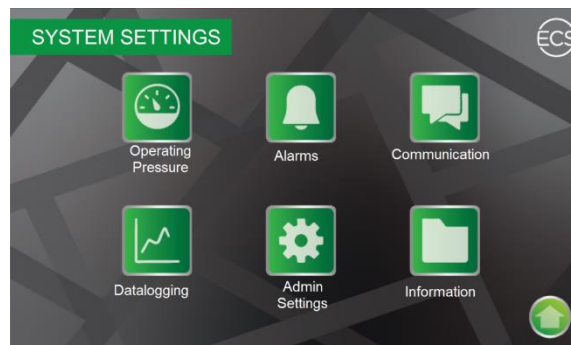 SYSTEM SETTINGS
ECS
Operating
Pressure
Alarms
Communication
Datalogging
Admin
Settings
Information